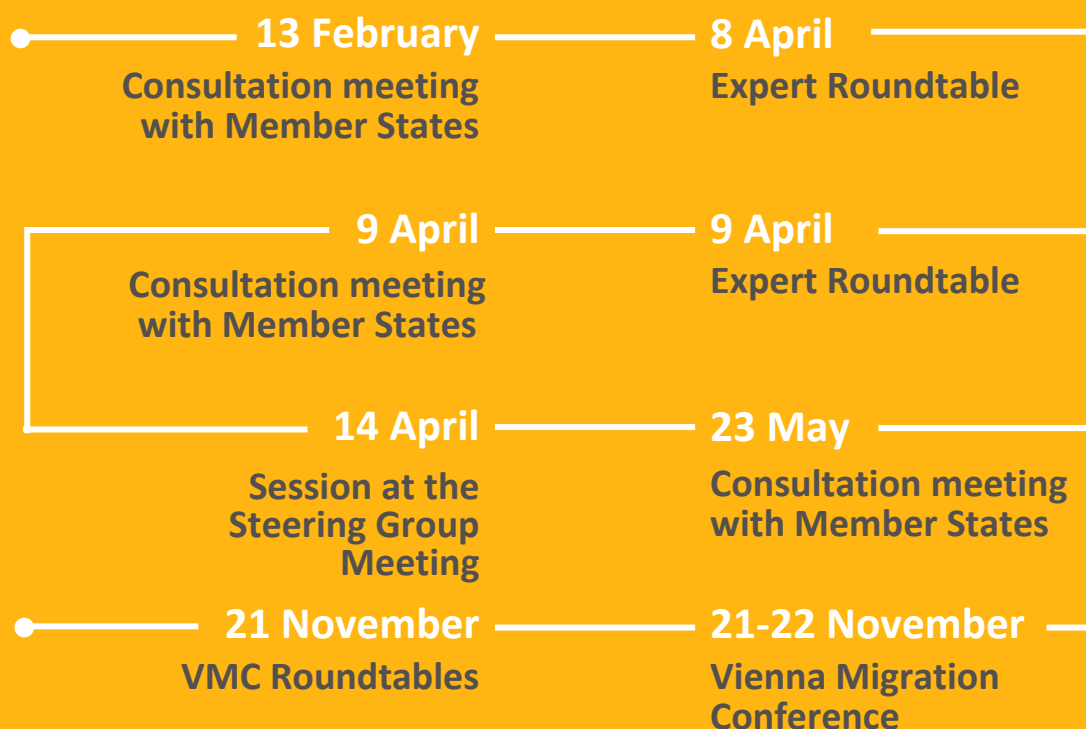 13 February
Consultation meeting
with Member States
8 April
Expert Roundtable
9 April
Consultation meeting
with Member States
9 April
Expert Roundtable
14 April
Session at the
Steering Group
Meeting
23 May
Consultation meeting
with Member States
21 November
VMC Roundtables
21-22 November
Vienna Migration
Conference